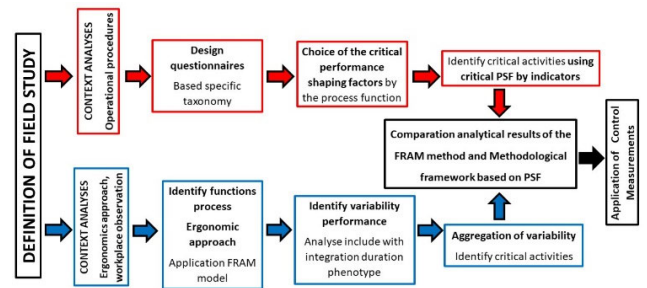 DEFINITION OF FIELD STUDY
CONTEXT ANALYSES
Operational procedures
Design
questionnaires
Based specific
taxonomy
Choice of the critical
performance
shaping factors by
the process function
Identify critical activities using
critical PSF by indicators
Comparation analytical results of the
FRAM method and Methodological
framework based on PSF
Application of Control
Measurements
CONTEXT ANALYSES
Ergonomics approach,
workplace observation
Identify functions
process
Ergonomic
approach
Application FRAM
model
Identify variability
performance
Analyse include with
integration duration
phenotype
Aggregation of variability
Identify critical activities